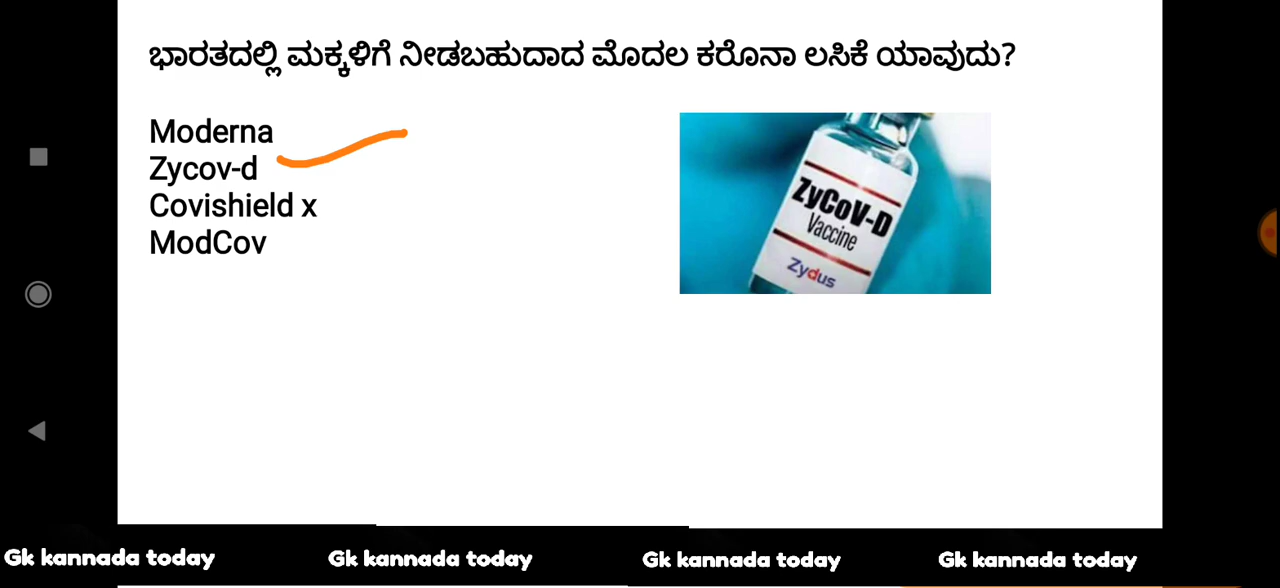 ಭಾರತದಲ್ಲಿ ಮಕ್ಕಳಿಗೆ ನೀಡಬಹುದಾದ ಮೊದಲ ಕರೊನಾ ಲಸಿಕೆ ಯಾವುದು?
Moderna
Zycov-d
Covishield x
ModCov
ZyCoV-D
Vaccine
Zydus
Gk kannada today Gk kannada today Gk kannada today Gk kannada today